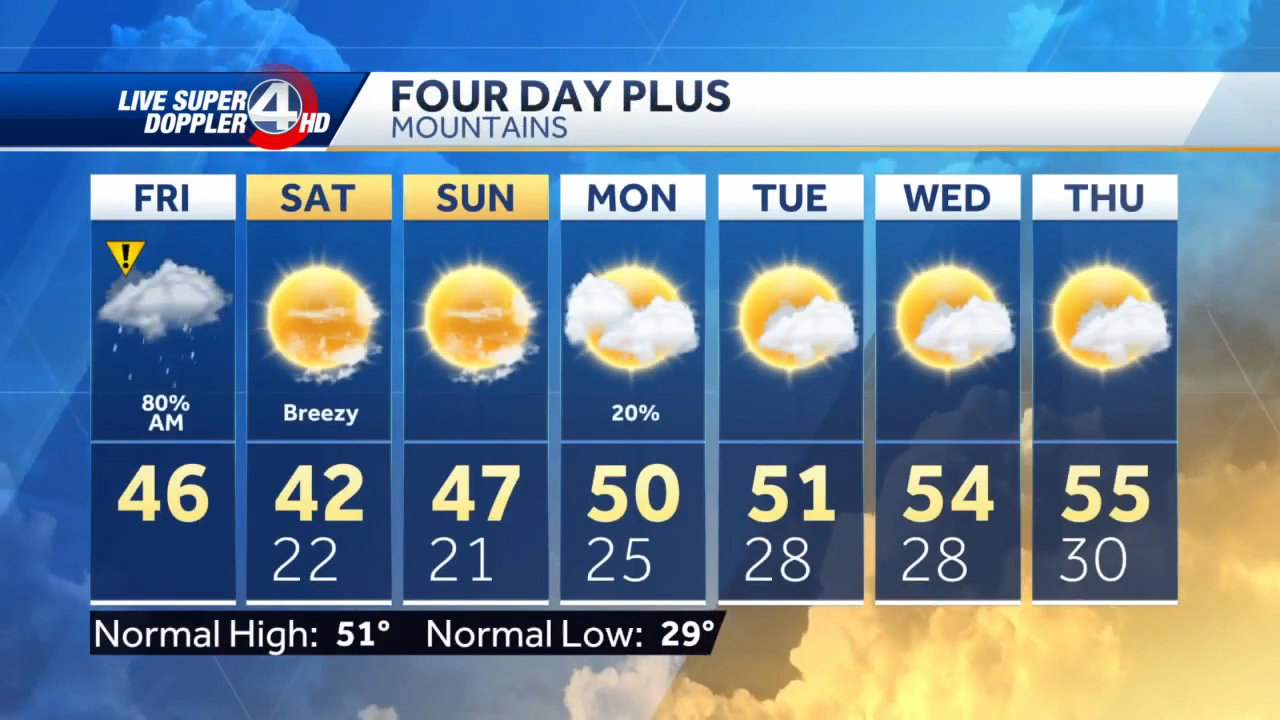 LIVE SUPER
DOPPLER 4 HD
FOUR DAY PLUS
MOUNTAINS
FRI SAT SUN MON TUE WED THU
!
80% Breezy 20%
AM
46 42 47 50 51 54 55
22 21 25 28 28 30
Normal High: 51° Normal Low: 29°